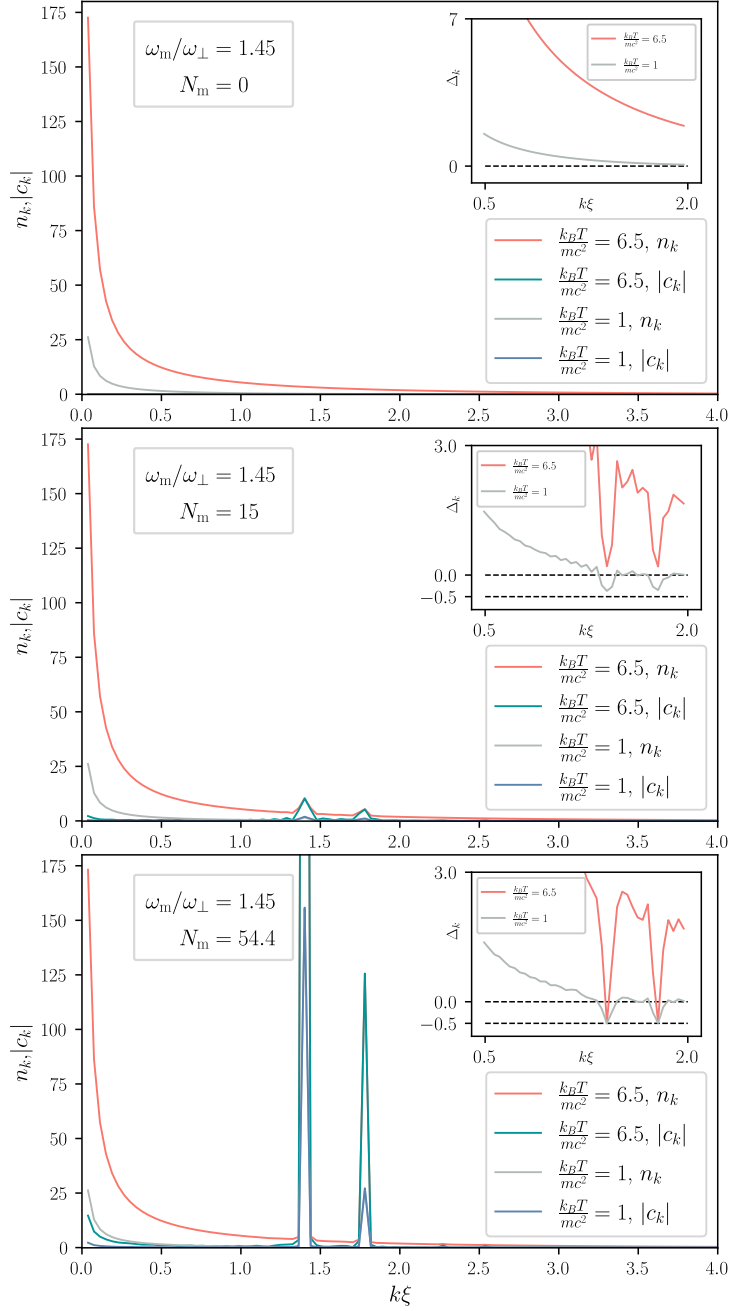 ω_m/ω_⊥ = 1.45
N_m = 0
n_k, |c_k|
175
150
125
100
75
50
25
0
0.0 0.5 1.0 1.5 2.0 2.5 3.0 3.5 4.0
k_BT/mc² = 6.5
k_BT/mc² = 1
Δ_k
7
0
0.5 kξ 2.0
k_BT/mc² = 6.5, n_k
k_BT/mc² = 6.5, |c_k|
k_BT/mc² = 1, n_k
k_BT/mc² = 1, |c_k|
ω_m/ω_⊥ = 1.45
N_m = 15
n_k, |c_k|
175
150
125
100
75
50
25
0
0.0 0.5 1.0 1.5 2.0 2.5 3.0 3.5 4.0
k_BT/mc² = 6.5
k_BT/mc² = 1
Δ_k
3.0
0.0
−0.5
0.5 kξ 2.0
k_BT/mc² = 6.5, n_k
k_BT/mc² = 6.5, |c_k|
k_BT/mc² = 1, n_k
k_BT/mc² = 1, |c_k|
ω_m/ω_⊥ = 1.45
N_m = 54.4
n_k, |c_k|
175
150
125
100
75
50
25
0
0.0 0.5 1.0 1.5 2.0 2.5 3.0 3.5 4.0
kξ
k_BT/mc² = 6.5
k_BT/mc² = 1
Δ_k
3.0
0.0
−0.5
0.5 kξ 2.0
k_BT/mc² = 6.5, n_k
k_BT/mc² = 6.5, |c_k|
k_BT/mc² = 1, n_k
k_BT/mc² = 1, |c_k|